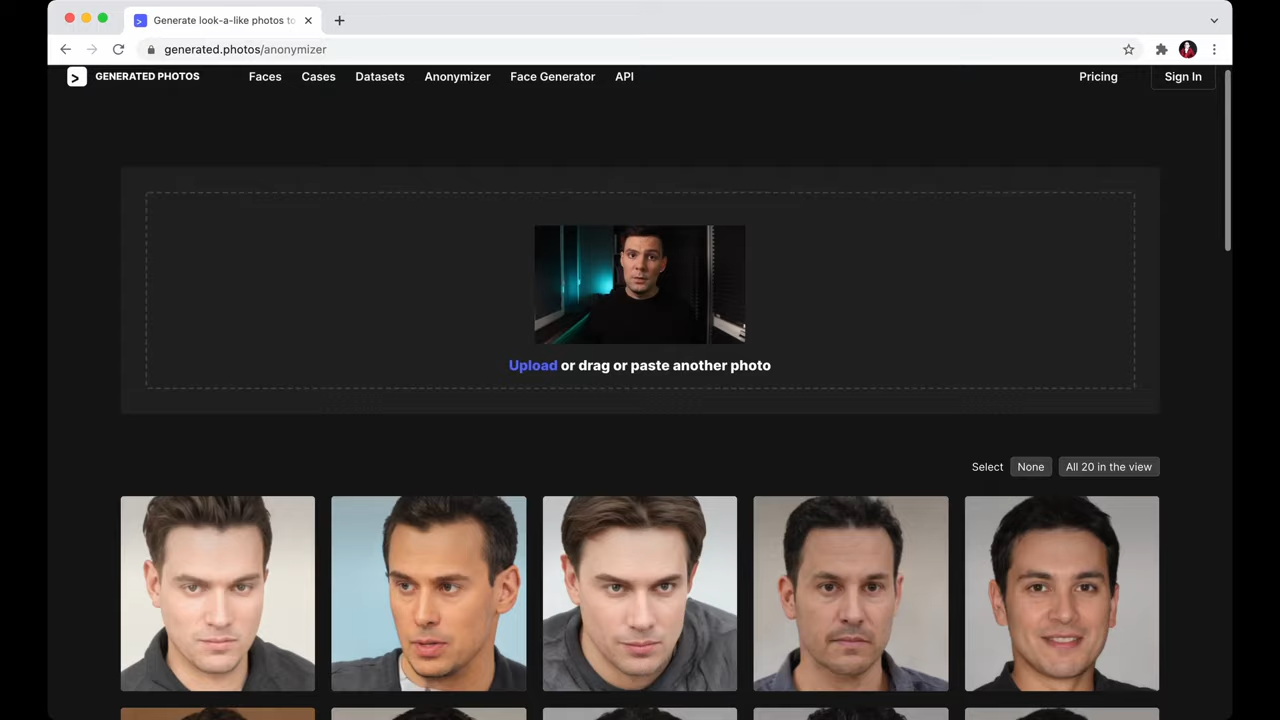 Generate look-a-like photos to
generated.photos/anonymizer
GENERATED PHOTOS
Faces
Cases
Datasets
Anonymizer
Face Generator
API
Pricing
Sign In
Upload or drag or paste another photo
Select
None
All 20 in the view